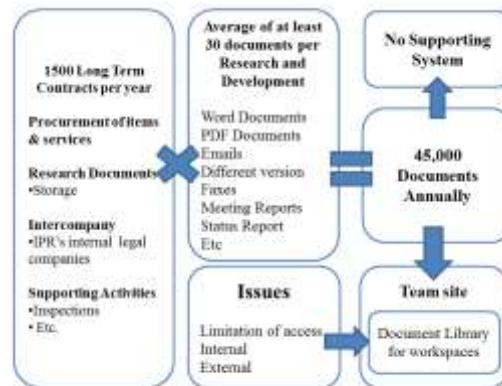 1500 Long Term
Contracts per year
Procurement of items
& services
Research Documents
•Storage
Intercompany
•IPR's internal legal
companies
Supporting Activities
•Inspections
• Etc.
Average of at least
30 documents per
Research and
Development
Word Documents
PDF Documents
Emails
Different version
Faxes
Meeting Reports
Status Report
Etc
No Supporting
System
45,000
Documents
Annually
Issues
Limitation of access
Internal
External
Team site
Document Library
for workspaces